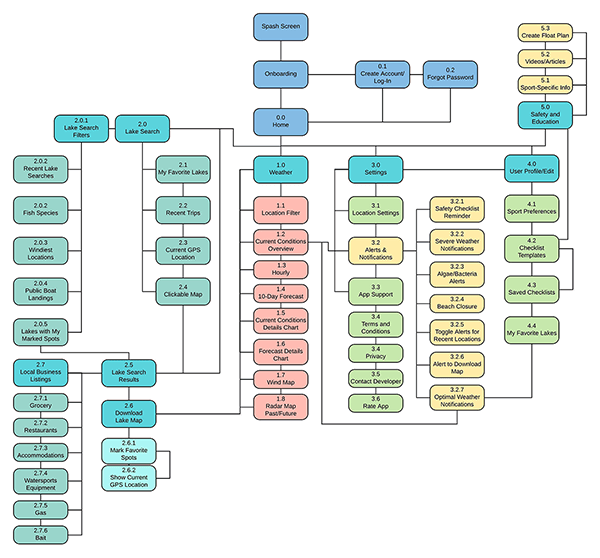 Spash Screen
Onboarding
0.1
Create Account/
Log-In
0.2
Forgot Password
0.0
Home
5.3
Create Float Plan
5.2
Videos/Articles
5.1
Sport-Specific Info
5.0
Safety and
Education
2.0.1
Lake Search
Filters
2.0
Lake Search
2.0.2
Recent Lake
Searches
2.0.2
Fish Species
2.0.3
Windiest
Locations
2.0.4
Public Boat
Landings
2.0.5
Lakes with My
Marked Spots
2.1
My Favorite Lakes
2.2
Recent Trips
2.3
Current GPS
Location
2.4
Clickable Map
2.7
Local Business
Listings
2.7.1
Grocery
2.7.2
Restaurants
2.7.3
Accommodations
2.7.4
Watersports
Equipment
2.7.5
Gas
2.7.6
Bait
2.5
Lake Search
Results
2.6
Download
Lake Map
2.6.1
Mark Favorite
Spots
2.6.2
Show Current
GPS Location
1.0
Weather
1.1
Location Filter
1.2
Current Conditions
Overview
1.3
Hourly
1.4
10-Day Forecast
1.5
Current Conditions
Details Chart
1.6
Forecast Details
Chart
1.7
Wind Map
1.8
Radar Map
Past/Future
3.0
Settings
3.1
Location Settings
3.2
Alerts &
Notifications
3.3
App Support
3.4
Terms and
Conditions
3.4
Privacy
3.5
Contact Developer
3.6
Rate App
3.2.1
Safety Checklist
Reminder
3.2.2
Severe Weather
Notifications
3.2.3
Algae/Bacteria
Alerts
3.2.4
Beach Closure
3.2.5
Toggle Alerts for
Recent Locations
3.2.6
Alert to Download
Map
3.2.7
Optimal Weather
Notifications
4.0
User Profile/Edit
4.1
Sport Preferences
4.2
Checklist
Templates
4.3
Saved Checklists
4.4
My Favorite Lakes